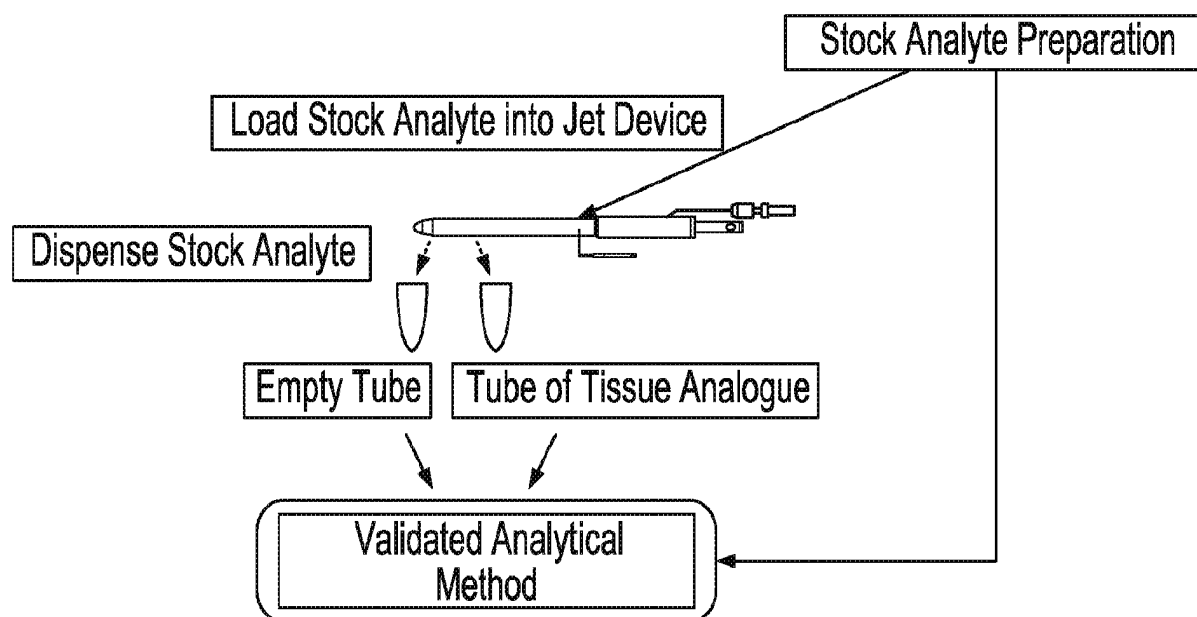 Stock Analyte Preparation
Load Stock Analyte into Jet Device
Dispense Stock Analyte
Empty Tube
Tube of Tissue Analogue
Validated Analytical
Method